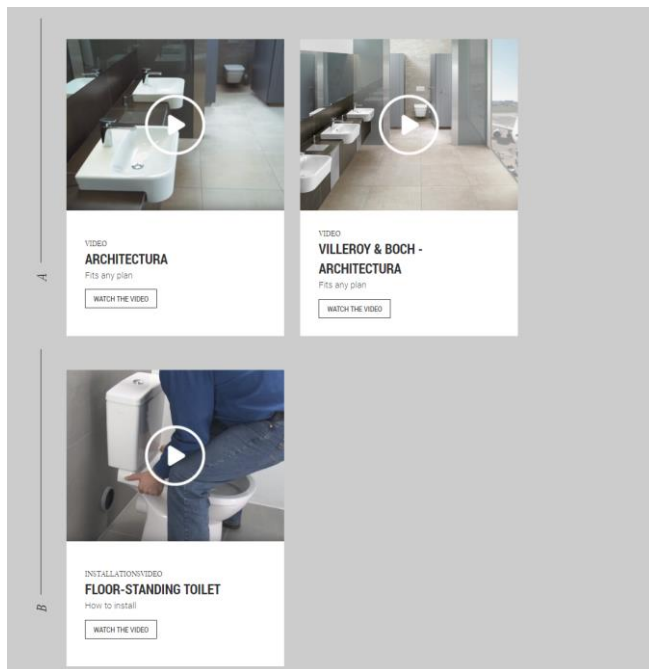 A
VIDEO
ARCHITECTURA
Fits any plan
WATCH THE VIDEO
VIDEO
VILLEROY & BOCH -
ARCHITECTURA
Fits any plan
WATCH THE VIDEO
B
INSTALLATIONSVIDEO
FLOOR-STANDING TOILET
How to install
WATCH THE VIDEO